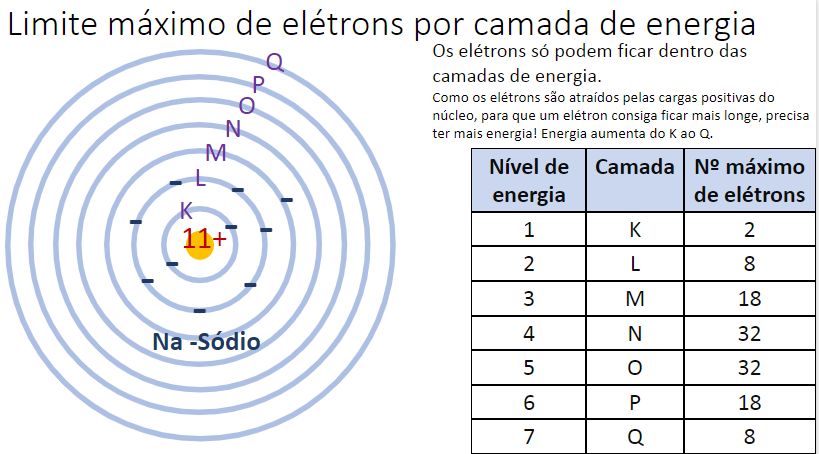 Limite máximo de elétrons por camada de energia
Os elétrons só podem ficar dentro das
camadas de energia.
Como os elétrons são atraídos pelas cargas positivas do
núcleo, para que um elétron consiga ficar mais longe, precisa
ter mais energia! Energia aumenta do K ao Q.
Q
P
O
N
M
L
K
11+
Na -Sódio
Nível de energia Camada Nº máximo de elétrons
1 K 2
2 L 8
3 M 18
4 N 32
5 O 32
6 P 18
7 Q 8